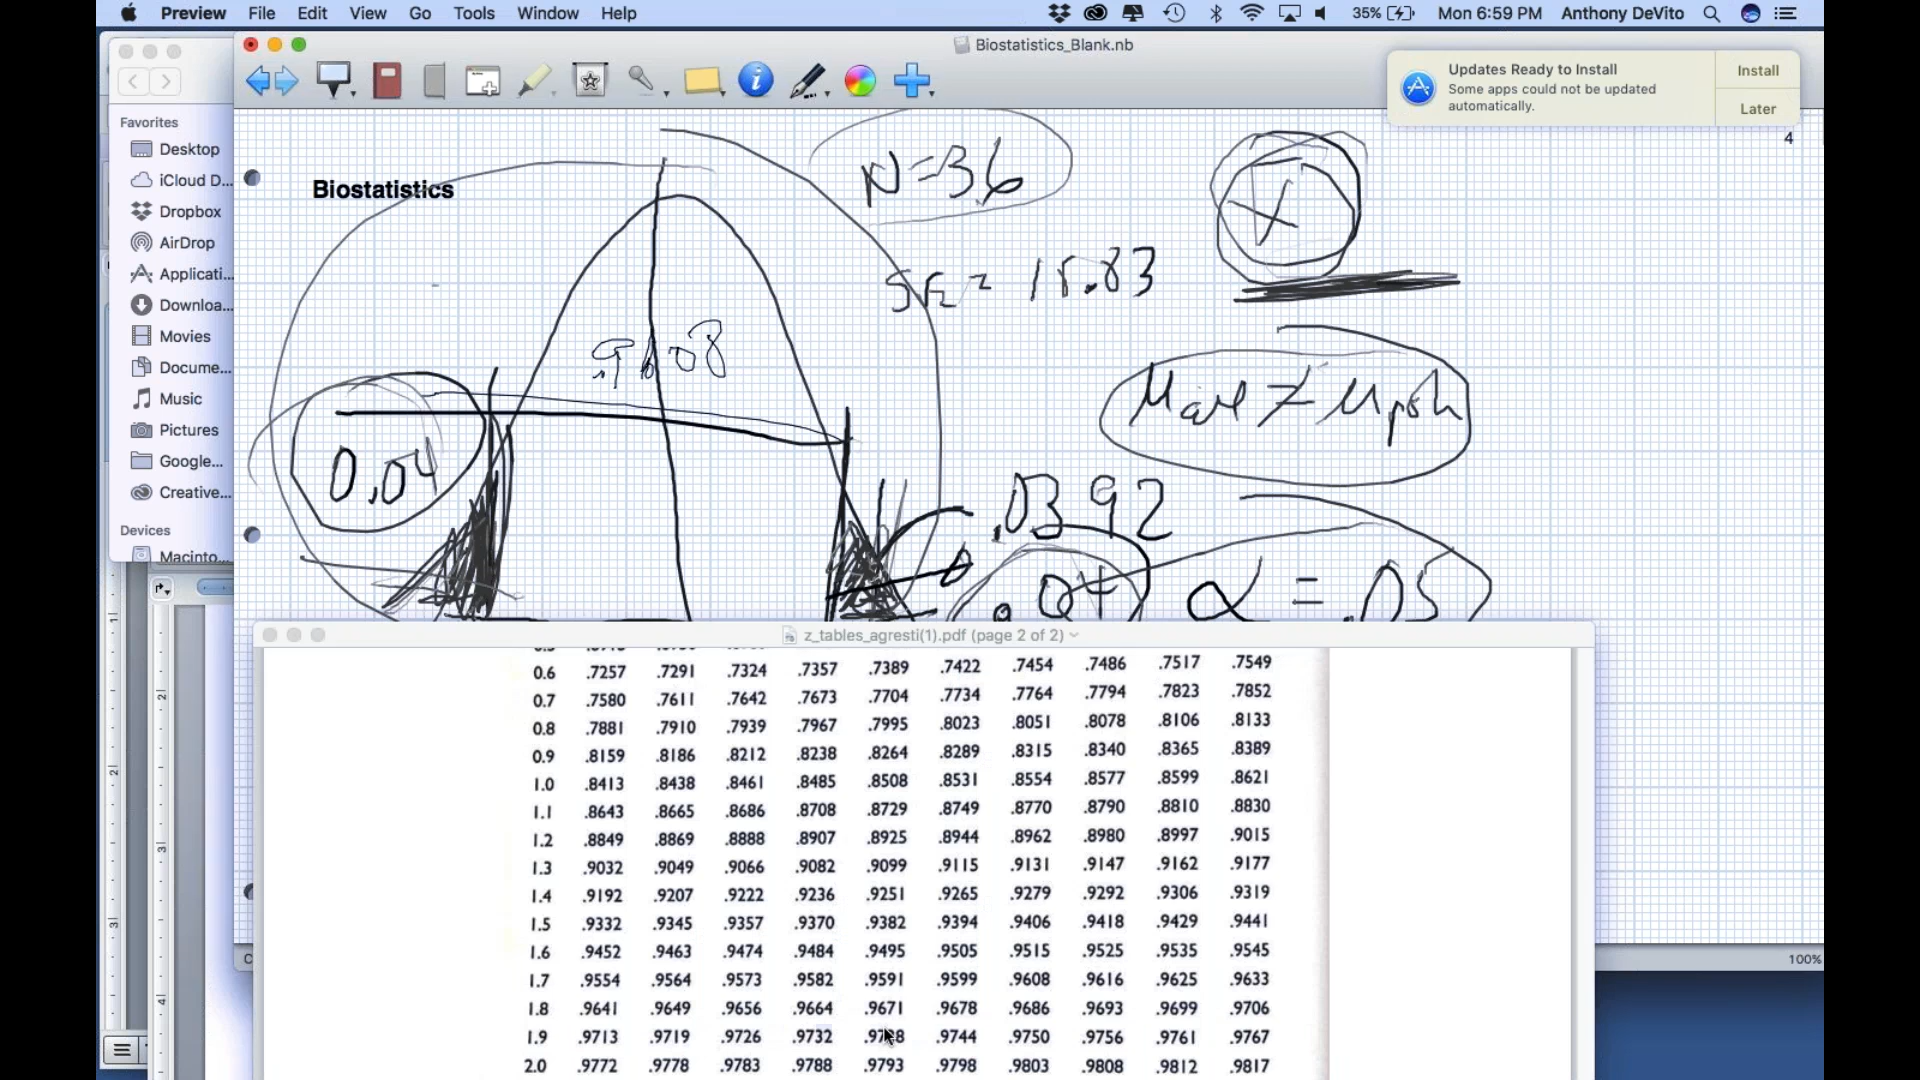 Preview File Edit View Go Tools Window Help 35% Mon 6:59 PM Anthony DeVito
Biostatistics_Blank.nb
Updates Ready to Install
Some apps could not be updated
automatically.
Install
Later
Favorites
Desktop
iCloud D...
Dropbox
AirDrop
Applicati...
Downloa...
Movies
Docume...
Music
Pictures
Google...
Creative...
Devices
Macinto...
4
Biostatistics
N=36
X
.9608
0.04
.0392
.04
α = .05
100%
z_tables_agresti(1).pdf (page 2 of 2)
0.6 .7257 .7291 .7324 .7357 .7389 .7422 .7454 .7486 .7517 .7549
0.7 .7580 .7611 .7642 .7673 .7704 .7734 .7764 .7794 .7823 .7852
0.8 .7881 .7910 .7939 .7967 .7995 .8023 .8051 .8078 .8106 .8133
0.9 .8159 .8186 .8212 .8238 .8264 .8289 .8315 .8340 .8365 .8389
1.0 .8413 .8438 .8461 .8485 .8508 .8531 .8554 .8577 .8599 .8621
1.1 .8643 .8665 .8686 .8708 .8729 .8749 .8770 .8790 .8810 .8830
1.2 .8849 .8869 .8888 .8907 .8925 .8944 .8962 .8980 .8997 .9015
1.3 .9032 .9049 .9066 .9082 .9099 .9115 .9131 .9147 .9162 .9177
1.4 .9192 .9207 .9222 .9236 .9251 .9265 .9279 .9292 .9306 .9319
1.5 .9332 .9345 .9357 .9370 .9382 .9394 .9406 .9418 .9429 .9441
1.6 .9452 .9463 .9474 .9484 .9495 .9505 .9515 .9525 .9535 .9545
1.7 .9554 .9564 .9573 .9582 .9591 .9599 .9608 .9616 .9625 .9633
1.8 .9641 .9649 .9656 .9664 .9671 .9678 .9686 .9693 .9699 .9706
1.9 .9713 .9719 .9726 .9732 .9744 .9750 .9756 .9761 .9767
2.0 .9772 .9778 .9783 .9788 .9793 .9798 .9803 .9808 .9812 .9817